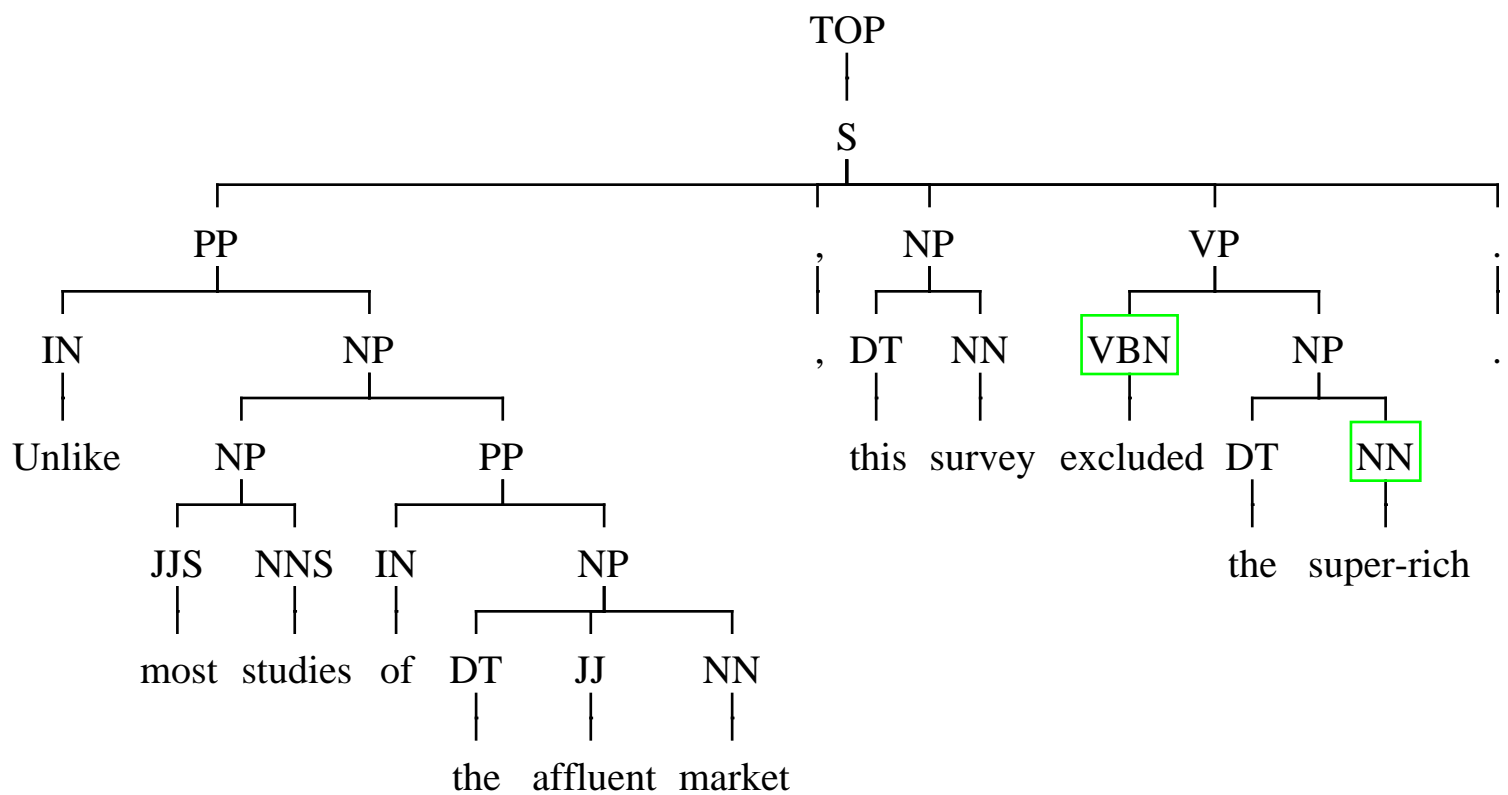 TOP
S
PP , NP VP .
IN NP , DT NN VBN NP .
Unlike NP PP this survey excluded DT NN
JJS NNS IN NP the super-rich
most studies of DT JJ NN
the affluent market